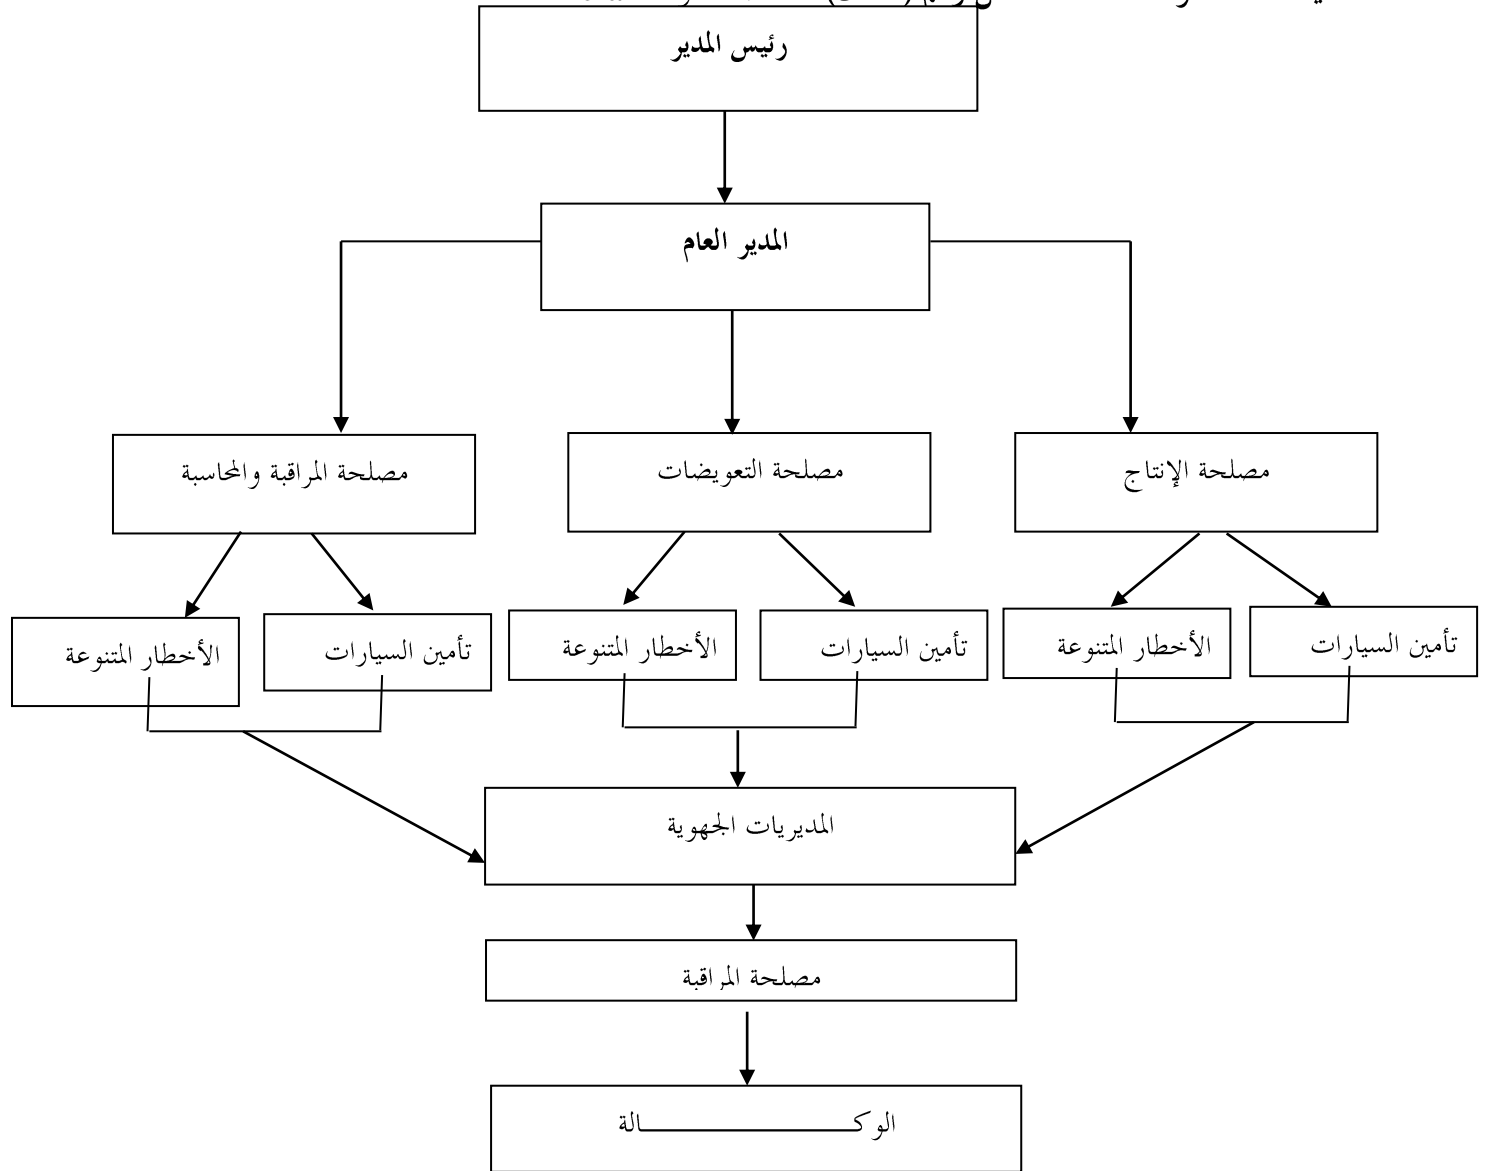 رئيس المدير
المدير العام
مصلحة الإنتاج
مصلحة التعويضات
مصلحة المراقبة والمحاسبة
تأمين السيارات
الأخطار المتنوعة
تأمين السيارات
الأخطار المتنوعة
تأمين السيارات
الأخطار المتنوعة
المديريات الجهوية
مصلحة المراقبة
الوكــــــــــــــــــالة